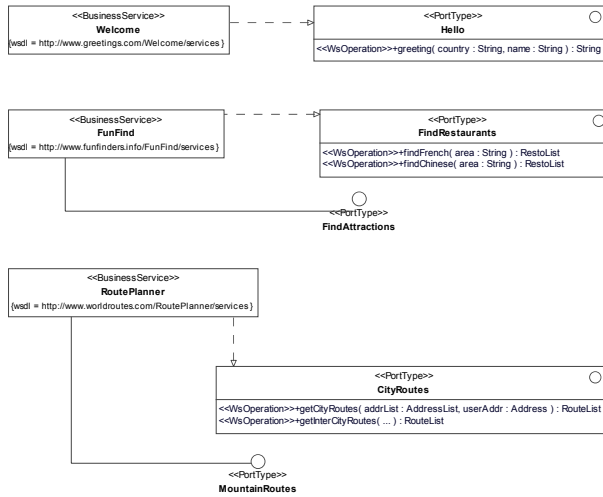 <<BusinessService>>
Welcome
{wsdl = http://www.greetings.com/Welcome/services }
<<PortType>>
Hello
<<WsOperation>>+greeting( country : String, name : String ) : String
<<BusinessService>>
FunFind
{wsdl = http://www.funfinders.info/FunFind/services }
<<PortType>>
FindRestaurants
<<WsOperation>>+findFrench( area : String ) : RestoList
<<WsOperation>>+findChinese( area : String ) : RestoList
<<PortType>>
FindAttractions
<<BusinessService>>
RoutePlanner
{wsdl = http://www.worldroutes.com/RoutePlanner/services }
<<PortType>>
CityRoutes
<<WsOperation>>+getCityRoutes( addrList : AddressList, userAddr : Address ) : RouteList
<<WsOperation>>+getInterCityRoutes( ... ) : RouteList
<<PortType>>
MountainRoutes